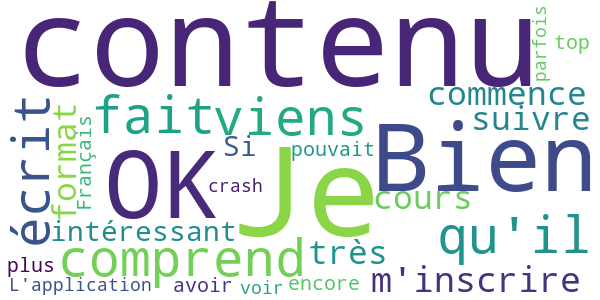 contenu
parfois
top
commence
suivre
écrit
format
Français
fait
viens
Si
pouvait
Bien
OK
crash
Je
cours
intéressant
qu'il
très
comprend
plus
m'inscrire
L'application
avoir
voir
encore